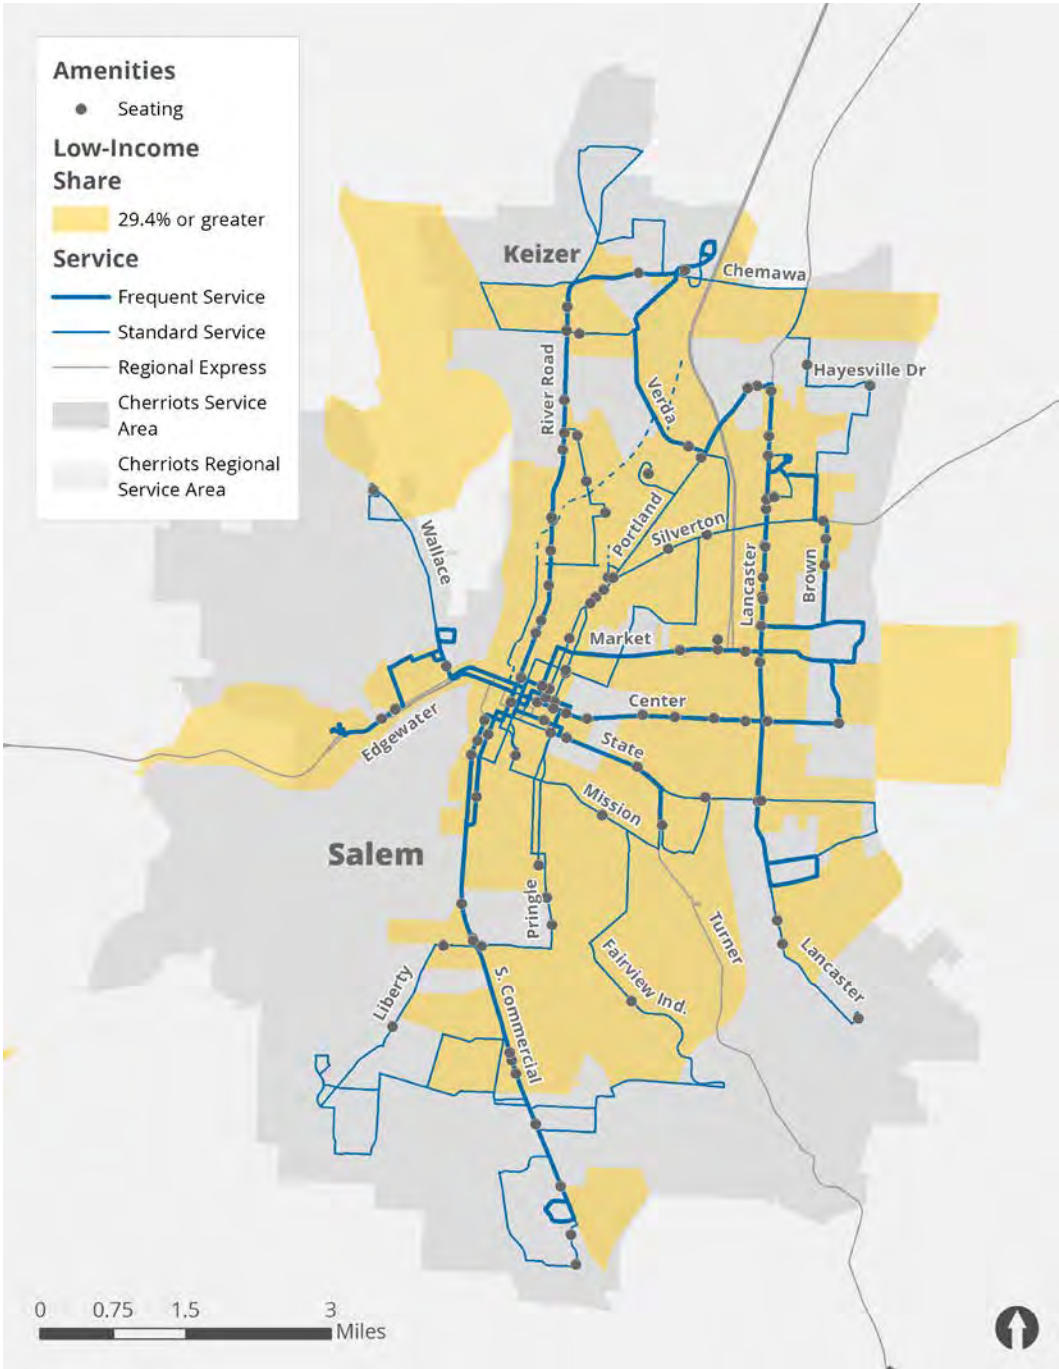 Amenities
Seating
Low-Income
Share
29.4% or greater
Service
Frequent Service
Standard Service
Regional Express
Cherriots Service
Area
Cherriots Regional
Service Area
Keizer
Chemawa
Hayesville Dr
River Road
Verda
Portland
Silverton
Wallace
Lancaster
Brown
Market
Center
Edgewater
State
Mission
Salem
Pringle
Turner
Lancaster
Fairview Ind.
Liberty
S. Commercial
0 0.75 1.5 3
Miles